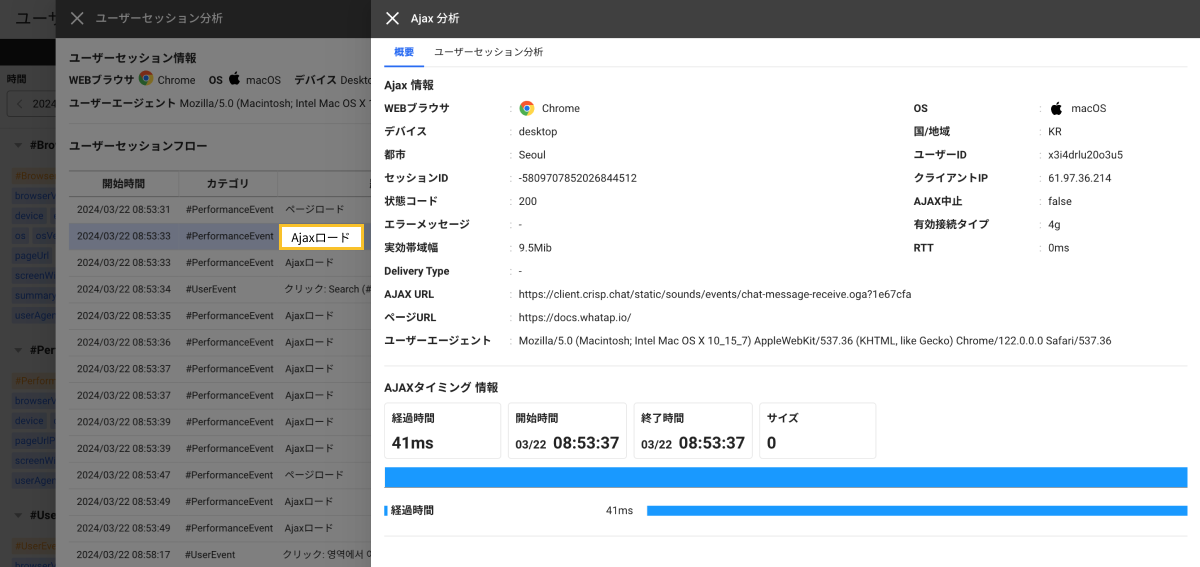 ユーザ
ユーザーセッション分析
Ajax 分析
概要 ユーザーセッション分析
時間
2024
#Bro
#Browser
browserV
device
os osVe
pageUrl
screenWi
summary
userAgen
#Per
#Perform
browserV
device
pageUrlP
screenWi
userAgen
#Use
#UserEve
browserV
ユーザーセッション情報
WEBブラウザ Chrome OS macOS デバイス Deskto
ユーザーエージェント Mozilla/5.0 (Macintosh; Intel Mac OS X 1
ユーザーセッションフロー
開始時間 カテゴリ
2024/03/22 08:53:31 #PerformanceEvent ページロード
2024/03/22 08:53:33 #PerformanceEvent Ajaxロード
2024/03/22 08:53:33 #PerformanceEvent Ajaxロード
2024/03/22 08:53:34 #UserEvent クリック: Search (#
2024/03/22 08:53:35 #PerformanceEvent Ajaxロード
2024/03/22 08:53:36 #PerformanceEvent Ajaxロード
2024/03/22 08:53:37 #PerformanceEvent Ajaxロード
2024/03/22 08:53:37 #PerformanceEvent Ajaxロード
2024/03/22 08:53:39 #PerformanceEvent Ajaxロード
2024/03/22 08:53:39 #PerformanceEvent Ajaxロード
2024/03/22 08:53:47 #PerformanceEvent ページロード
2024/03/22 08:53:49 #PerformanceEvent Ajaxロード
2024/03/22 08:53:49 #PerformanceEvent Ajaxロード
2024/03/22 08:58:17 #UserEvent クリック: 영역에서 이
Ajax 情報
WEBブラウザ : Chrome OS : macOS
デバイス : desktop 国/地域 : KR
都市 : Seoul ユーザーID : x3i4drlu20o3u5
セッションID : -5809707852026844512 クライアントIP : 61.97.36.214
状態コード : 200 AJAX中止 : false
エラーメッセージ : - 有効接続タイプ : 4g
実効帯域幅 : 9.5Mib RTT : 0ms
Delivery Type : -
AJAX URL : https://client.crisp.chat/static/sounds/events/chat-message-receive.oga?1e67cfa
ページURL : https://docs.whatap.io/
ユーザーエージェント : Mozilla/5.0 (Macintosh; Intel Mac OS X 10_15_7) AppleWebKit/537.36 (KHTML, like Gecko) Chrome/122.0.0.0 Safari/537.36
AJAXタイミング 情報
経過時間 開始時間 終了時間 サイズ
41ms 03/22 08:53:37 03/22 08:53:37 0
経過時間 41ms